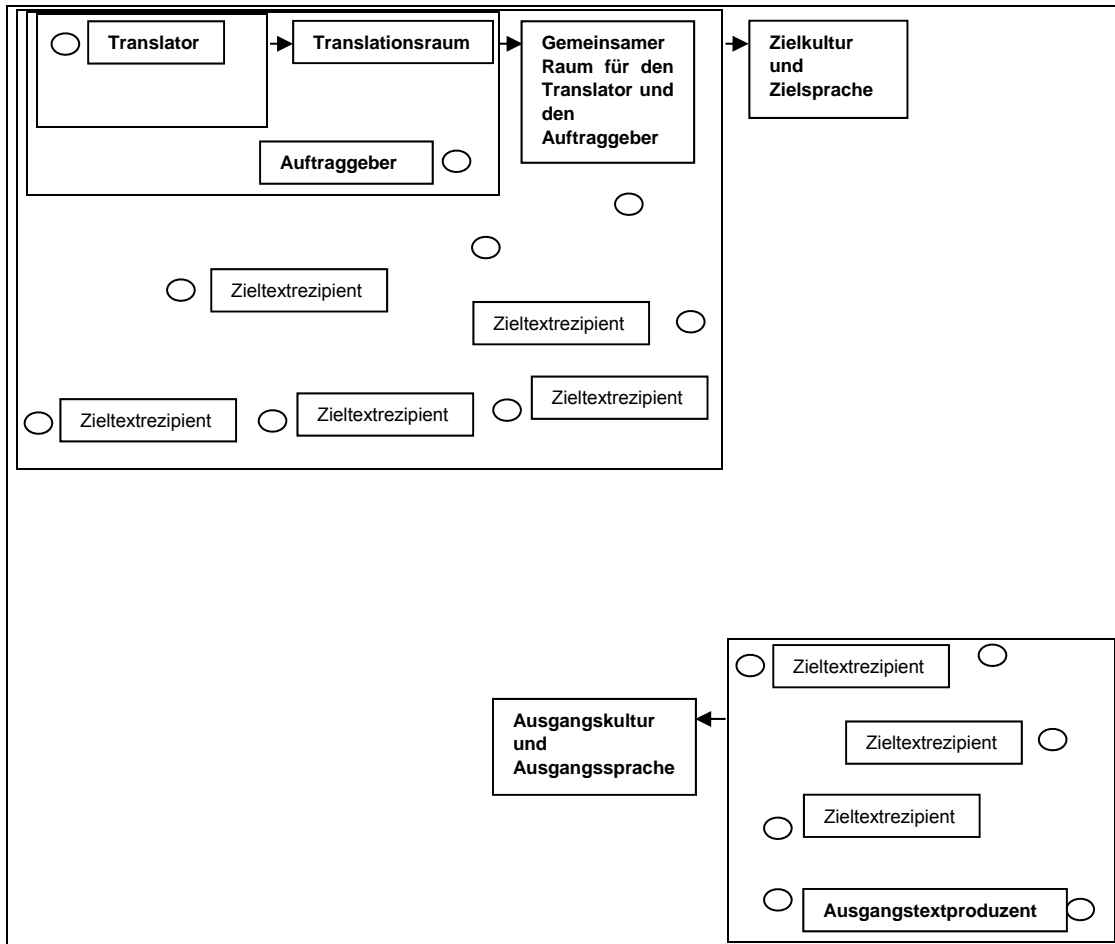 Translator
Translationsraum
Gemeinsamer
Raum für den
Translator und
den
Auftraggeber
Zielkultur
und
Zielsprache
Auftraggeber
Zieltextrezipient
Zieltextrezipient
Zieltextrezipient
Zieltextrezipient
Zieltextrezipient
Zieltextrezipient
Ausgangskultur
und
Ausgangssprache
Zieltextrezipient
Zieltextrezipient
Ausgangstextproduzent